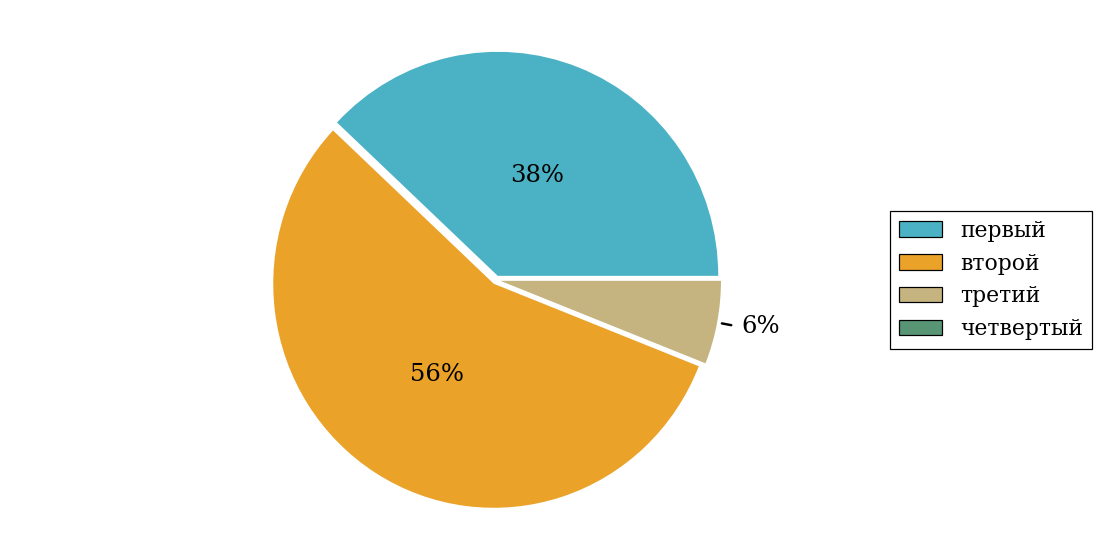 38%
56%
6%
первый
второй
третий
четвертый